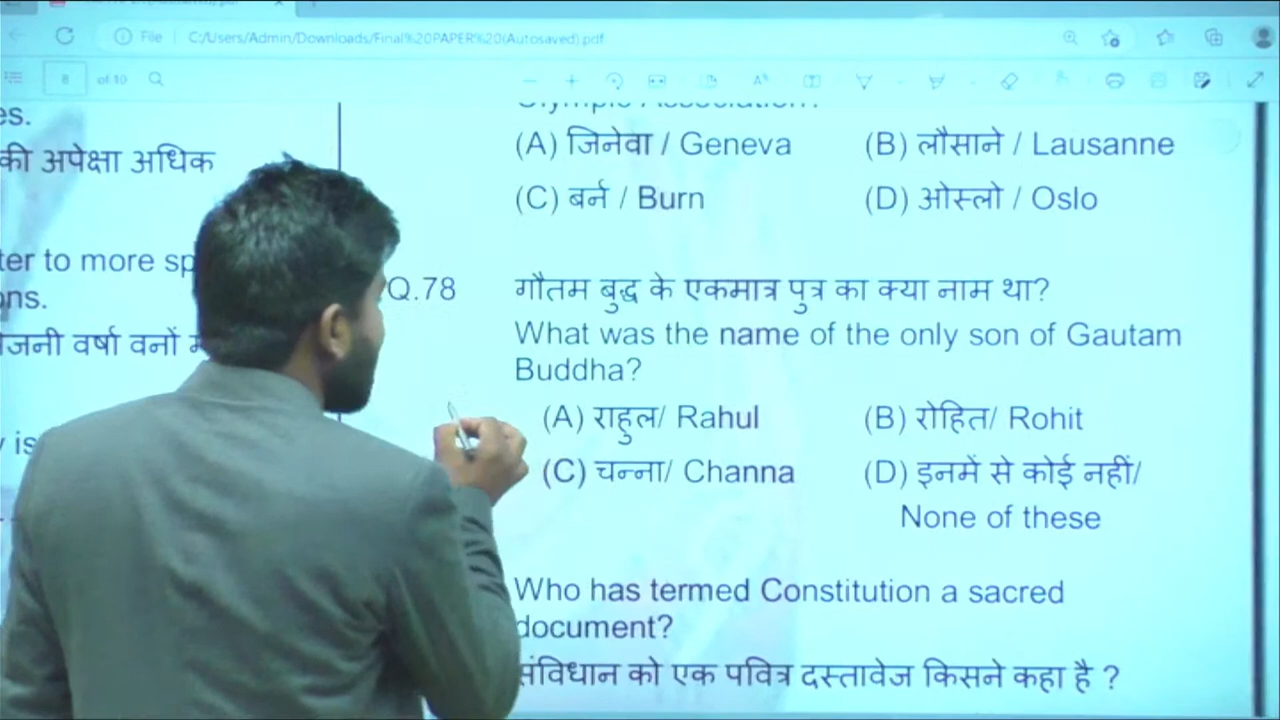 File
C:/Users/Admin/Downloads/Final%20PAPER%20(Autosaved).pdf
8 of 10
es.
की अपेक्षा अधिक
ter to more sp
ons.
वर्षा वनों
y is
(A) जिनेवा / Geneva (B) लौसाने / Lausanne
(C) बर्न / Burn (D) ओस्लो / Oslo
Q.78 गौतम बुद्ध के एकमात्र पुत्र का क्या नाम था?
What was the name of the only son of Gautam
Buddha?
(A) राहुल/ Rahul (B) रोहित/ Rohit
(C) चन्ना/ Channa (D) इनमें से कोई नहीं/
None of these
Who has termed Constitution a sacred
document?
संविधान को एक पवित्र दस्तावेज किसने कहा है ?